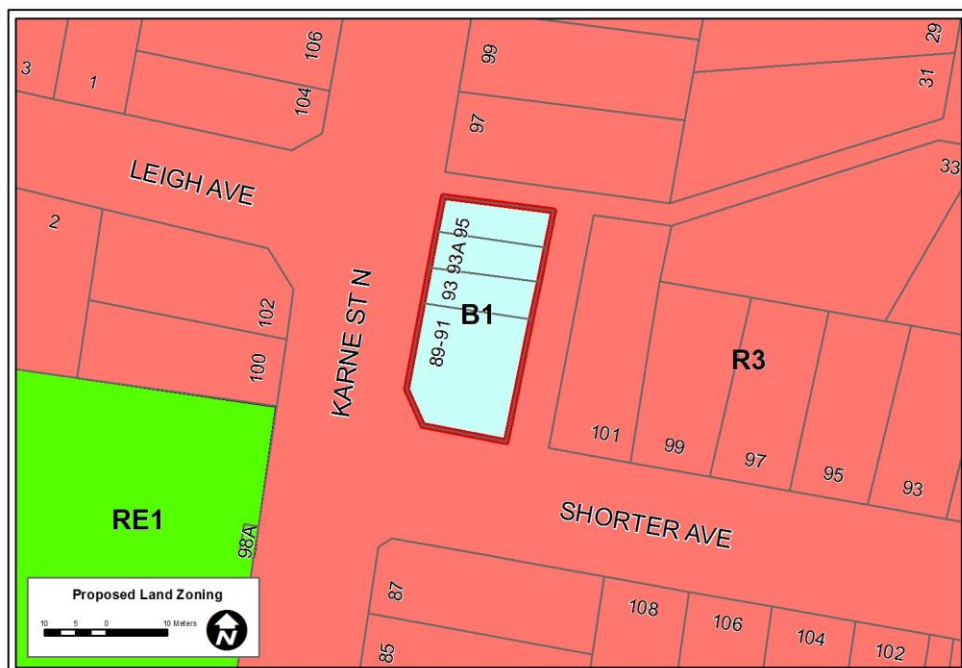 106
99
29
3
1
104
31
97
33
LEIGH AVE
2
95
93A
93
B1
102
KARNE ST N
89-91
100
R3
101
99
97
95
93
RE1
SHORTER AVE
98A
Proposed Land Zoning
10 5 0 10 Meters
N
87
108
106
104
102
85